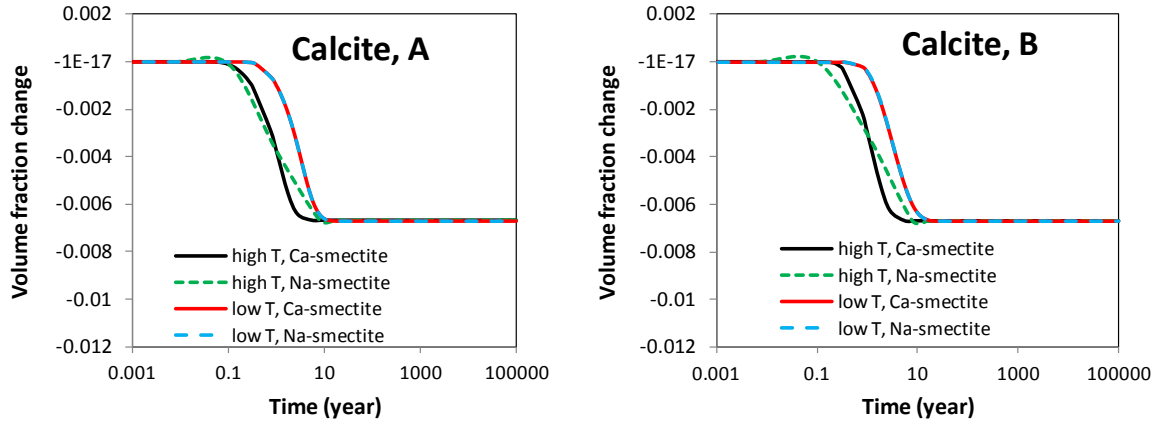 Calcite, A
Volume fraction change
0.002
-1E-17
-0.002
-0.004
-0.006
-0.008
-0.01
-0.012
high T, Ca-smectite
high T, Na-smectite
low T, Ca-smectite
low T, Na-smectite
0.001
0.1
10
1000
100000
Time (year)
Calcite, B
Volume fraction change
0.002
-1E-17
-0.002
-0.004
-0.006
-0.008
-0.01
-0.012
high T, Ca-smectite
high T, Na-smectite
low T, Ca-smectite
low T, Na-smectite
0.001
0.1
10
1000
100000
Time (year)